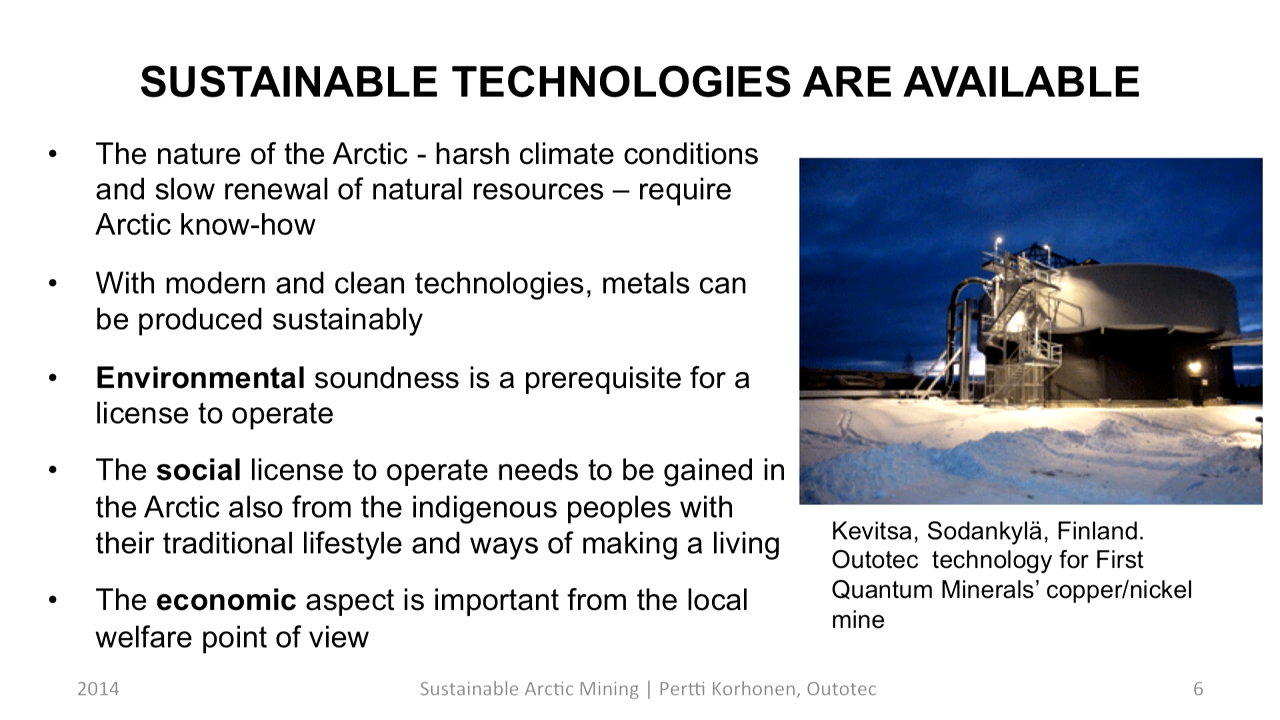 SUSTAINABLE TECHNOLOGIES ARE AVAILABLE
• The nature of the Arctic - harsh climate conditions
and slow renewal of natural resources – require
Arctic know-how
• With modern and clean technologies, metals can
be produced sustainably
• Environmental soundness is a prerequisite for a
license to operate
• The social license to operate needs to be gained in
the Arctic also from the indigenous peoples with
their traditional lifestyle and ways of making a living
• The economic aspect is important from the local
welfare point of view
Kevitsa, Sodankylä, Finland.
Outotec  technology for First
Quantum Minerals’ copper/nickel
mine
2014
Sustainable Arctic Mining | Pertti Korhonen, Outotec
6